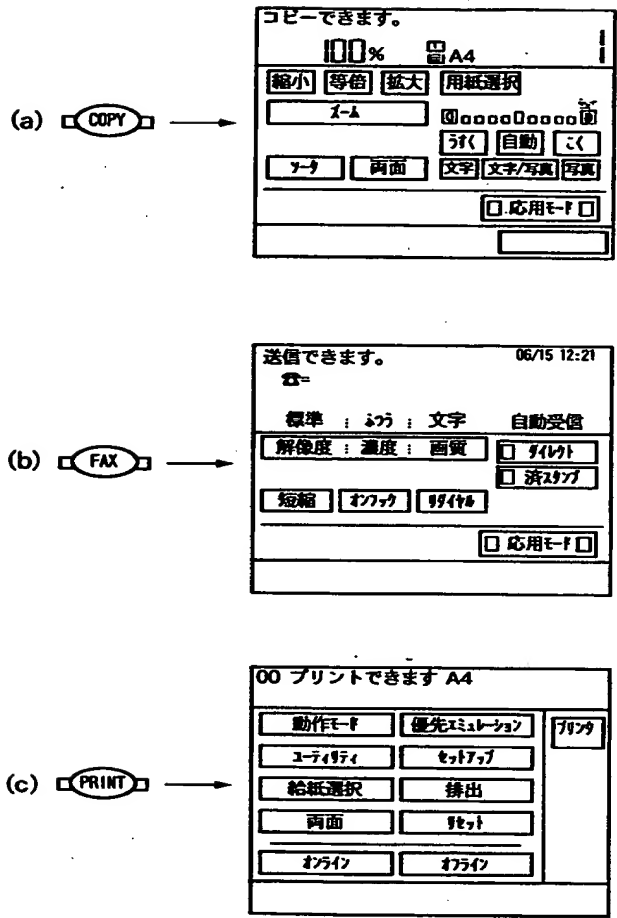 コピーできます。
100% A4
縮小 等倍 拡大 用紙選択
ズーム
(a) COPY
うすく 自動 こく
ソータ 両面 文字 文字/写真 写真
応用モード
送信できます。 06/15 12:21
☎=
標準 : ふつう : 文字 自動受信
(b) FAX 解像度 : 濃度 : 画質 ダイレクト
済スタンプ
短縮 オンフック リダイヤル
応用モード
00 プリントできます A4
動作モード 優先エミュレーション プリンタ
ユーティリティ セットアップ
(c) PRINT 給紙選択 排出
両面 リセット
オンライン オフライン